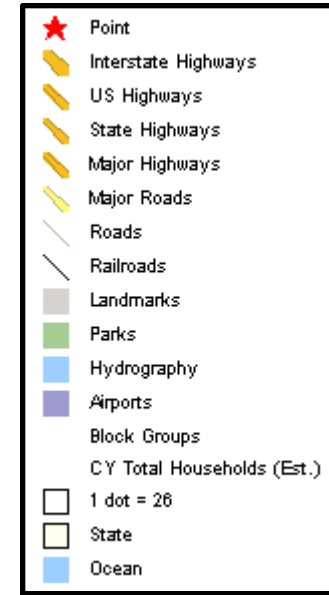 Point
Interstate Highways
US Highways
State Highways
Major Highways
Major Roads
Roads
Railroads
Landmarks
Parks
Hydrography
Airports
Block Groups
CY Total Households (Est.)
1 dot = 26
State
Ocean